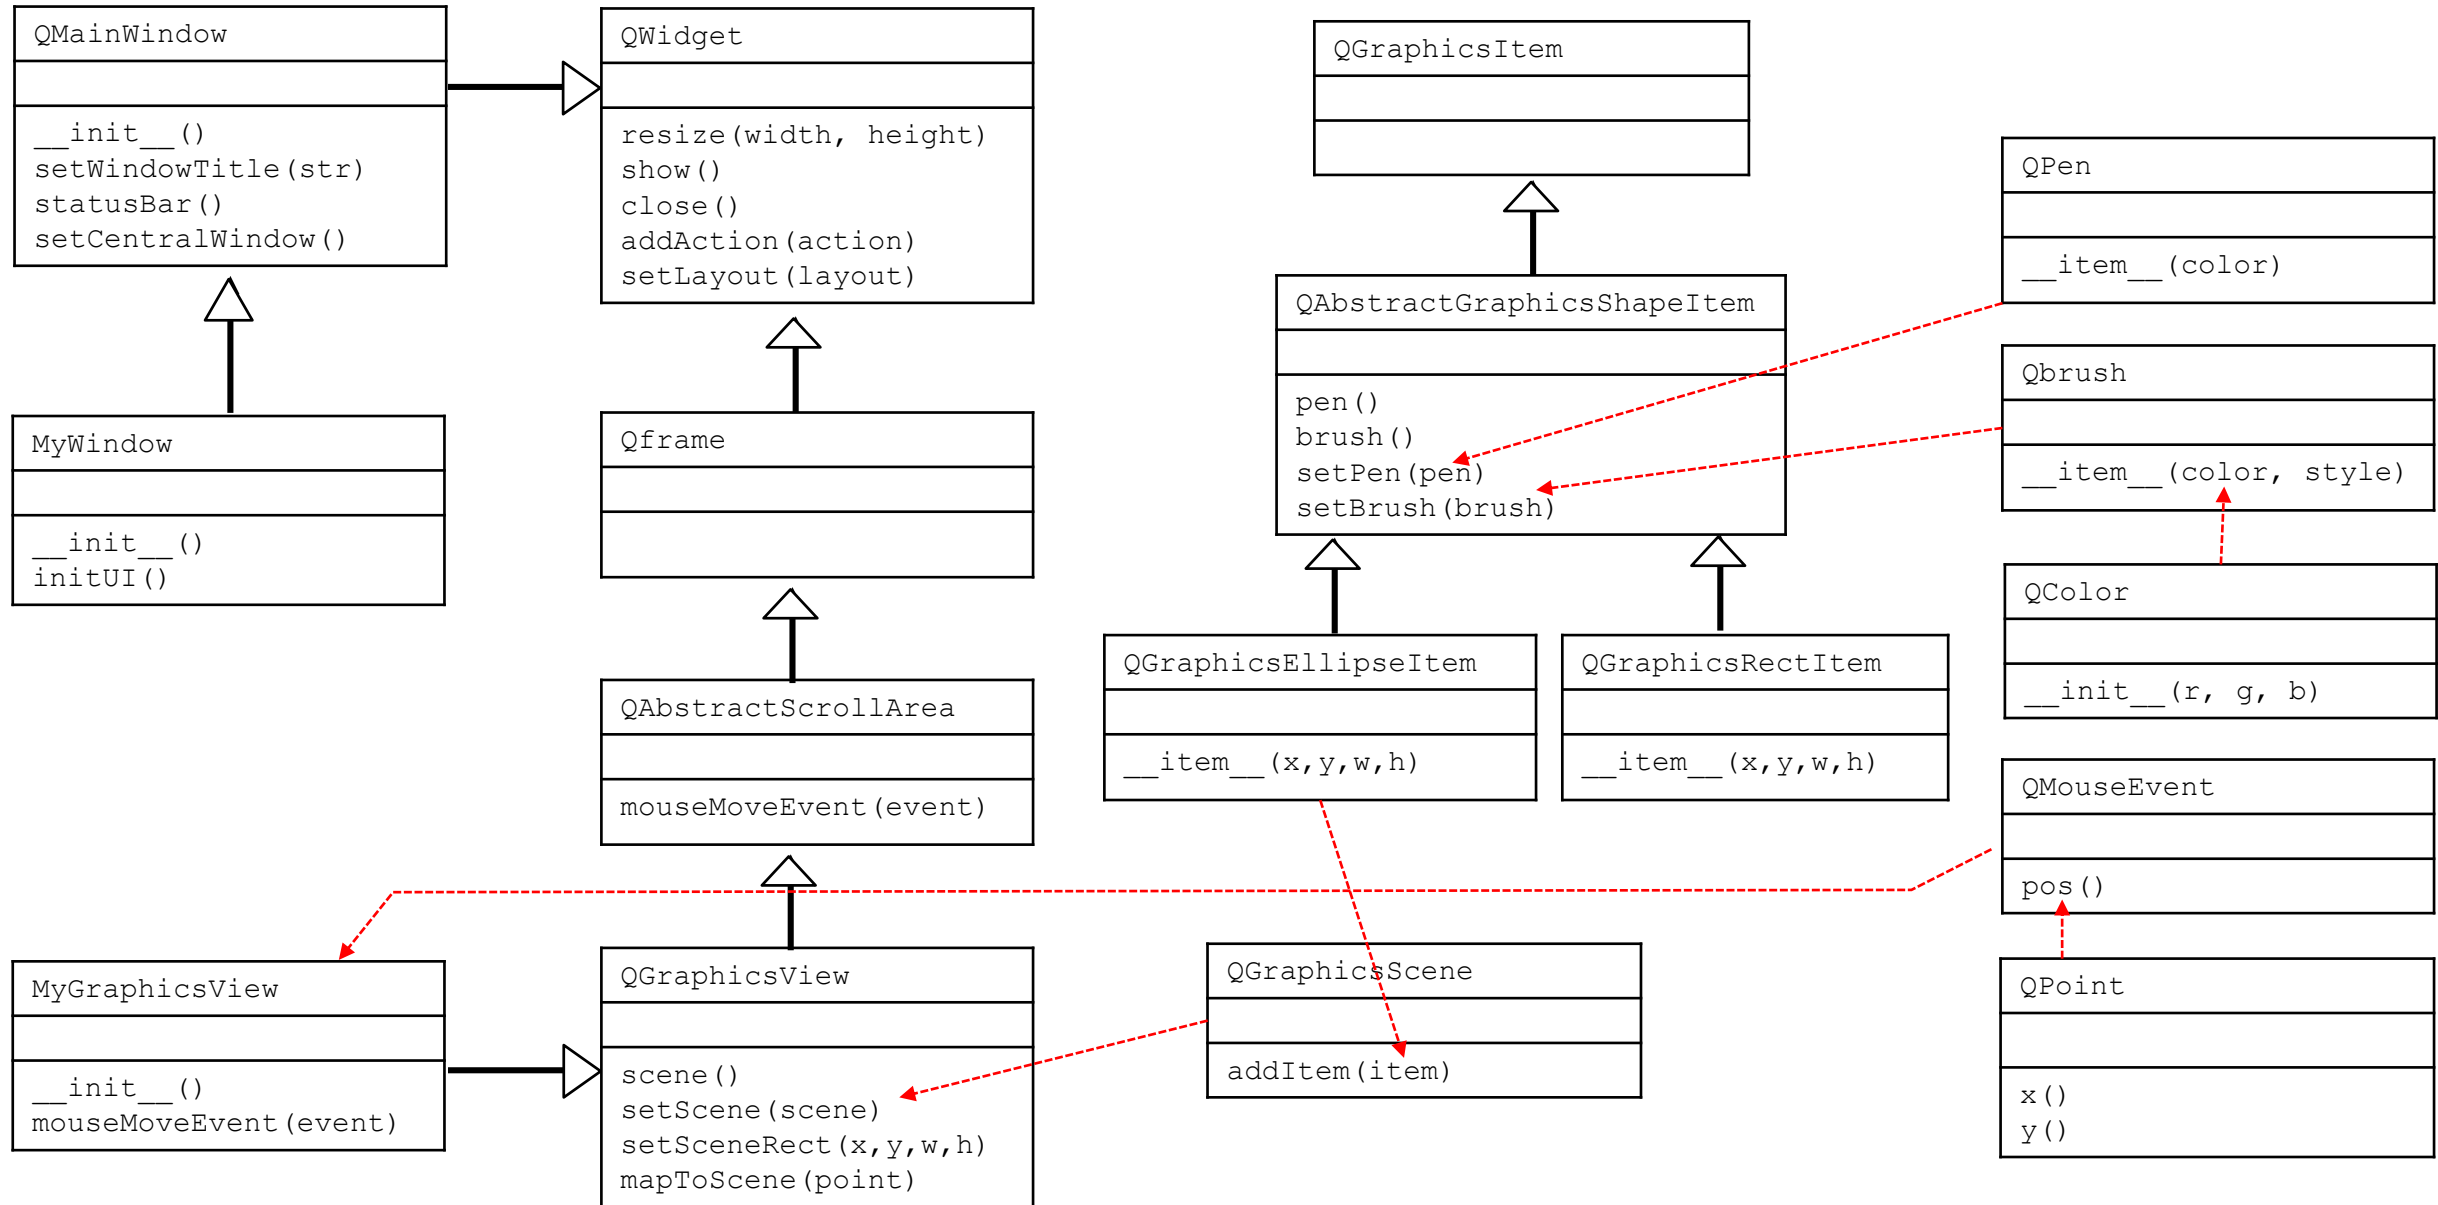 QMainWindow
__init__()
setWindowTitle(str)
statusBar()
setCentralWindow()
QWidget
resize(width, height)
show()
close()
addAction(action)
setLayout(layout)
QGraphicsItem
QPen
__item__(color)
QAbstractGraphicsShapeItem
pen()
brush()
setPen(pen)
setBrush(brush)
Qbrush
__item__(color, style)
MyWindow
__init__()
initUI()
Qframe
QColor
__init__(r, g, b)
QGraphicsEllipseItem
__item__(x,y,w,h)
QGraphicsRectItem
__item__(x,y,w,h)
QAbstractScrollArea
mouseMoveEvent(event)
QMouseEvent
pos()
MyGraphicsView
__init__()
mouseMoveEvent(event)
QGraphicsView
scene()
setScene(scene)
setSceneRect(x,y,w,h)
mapToScene(point)
QGraphicsScene
addItem(item)
QPoint
x()
y()